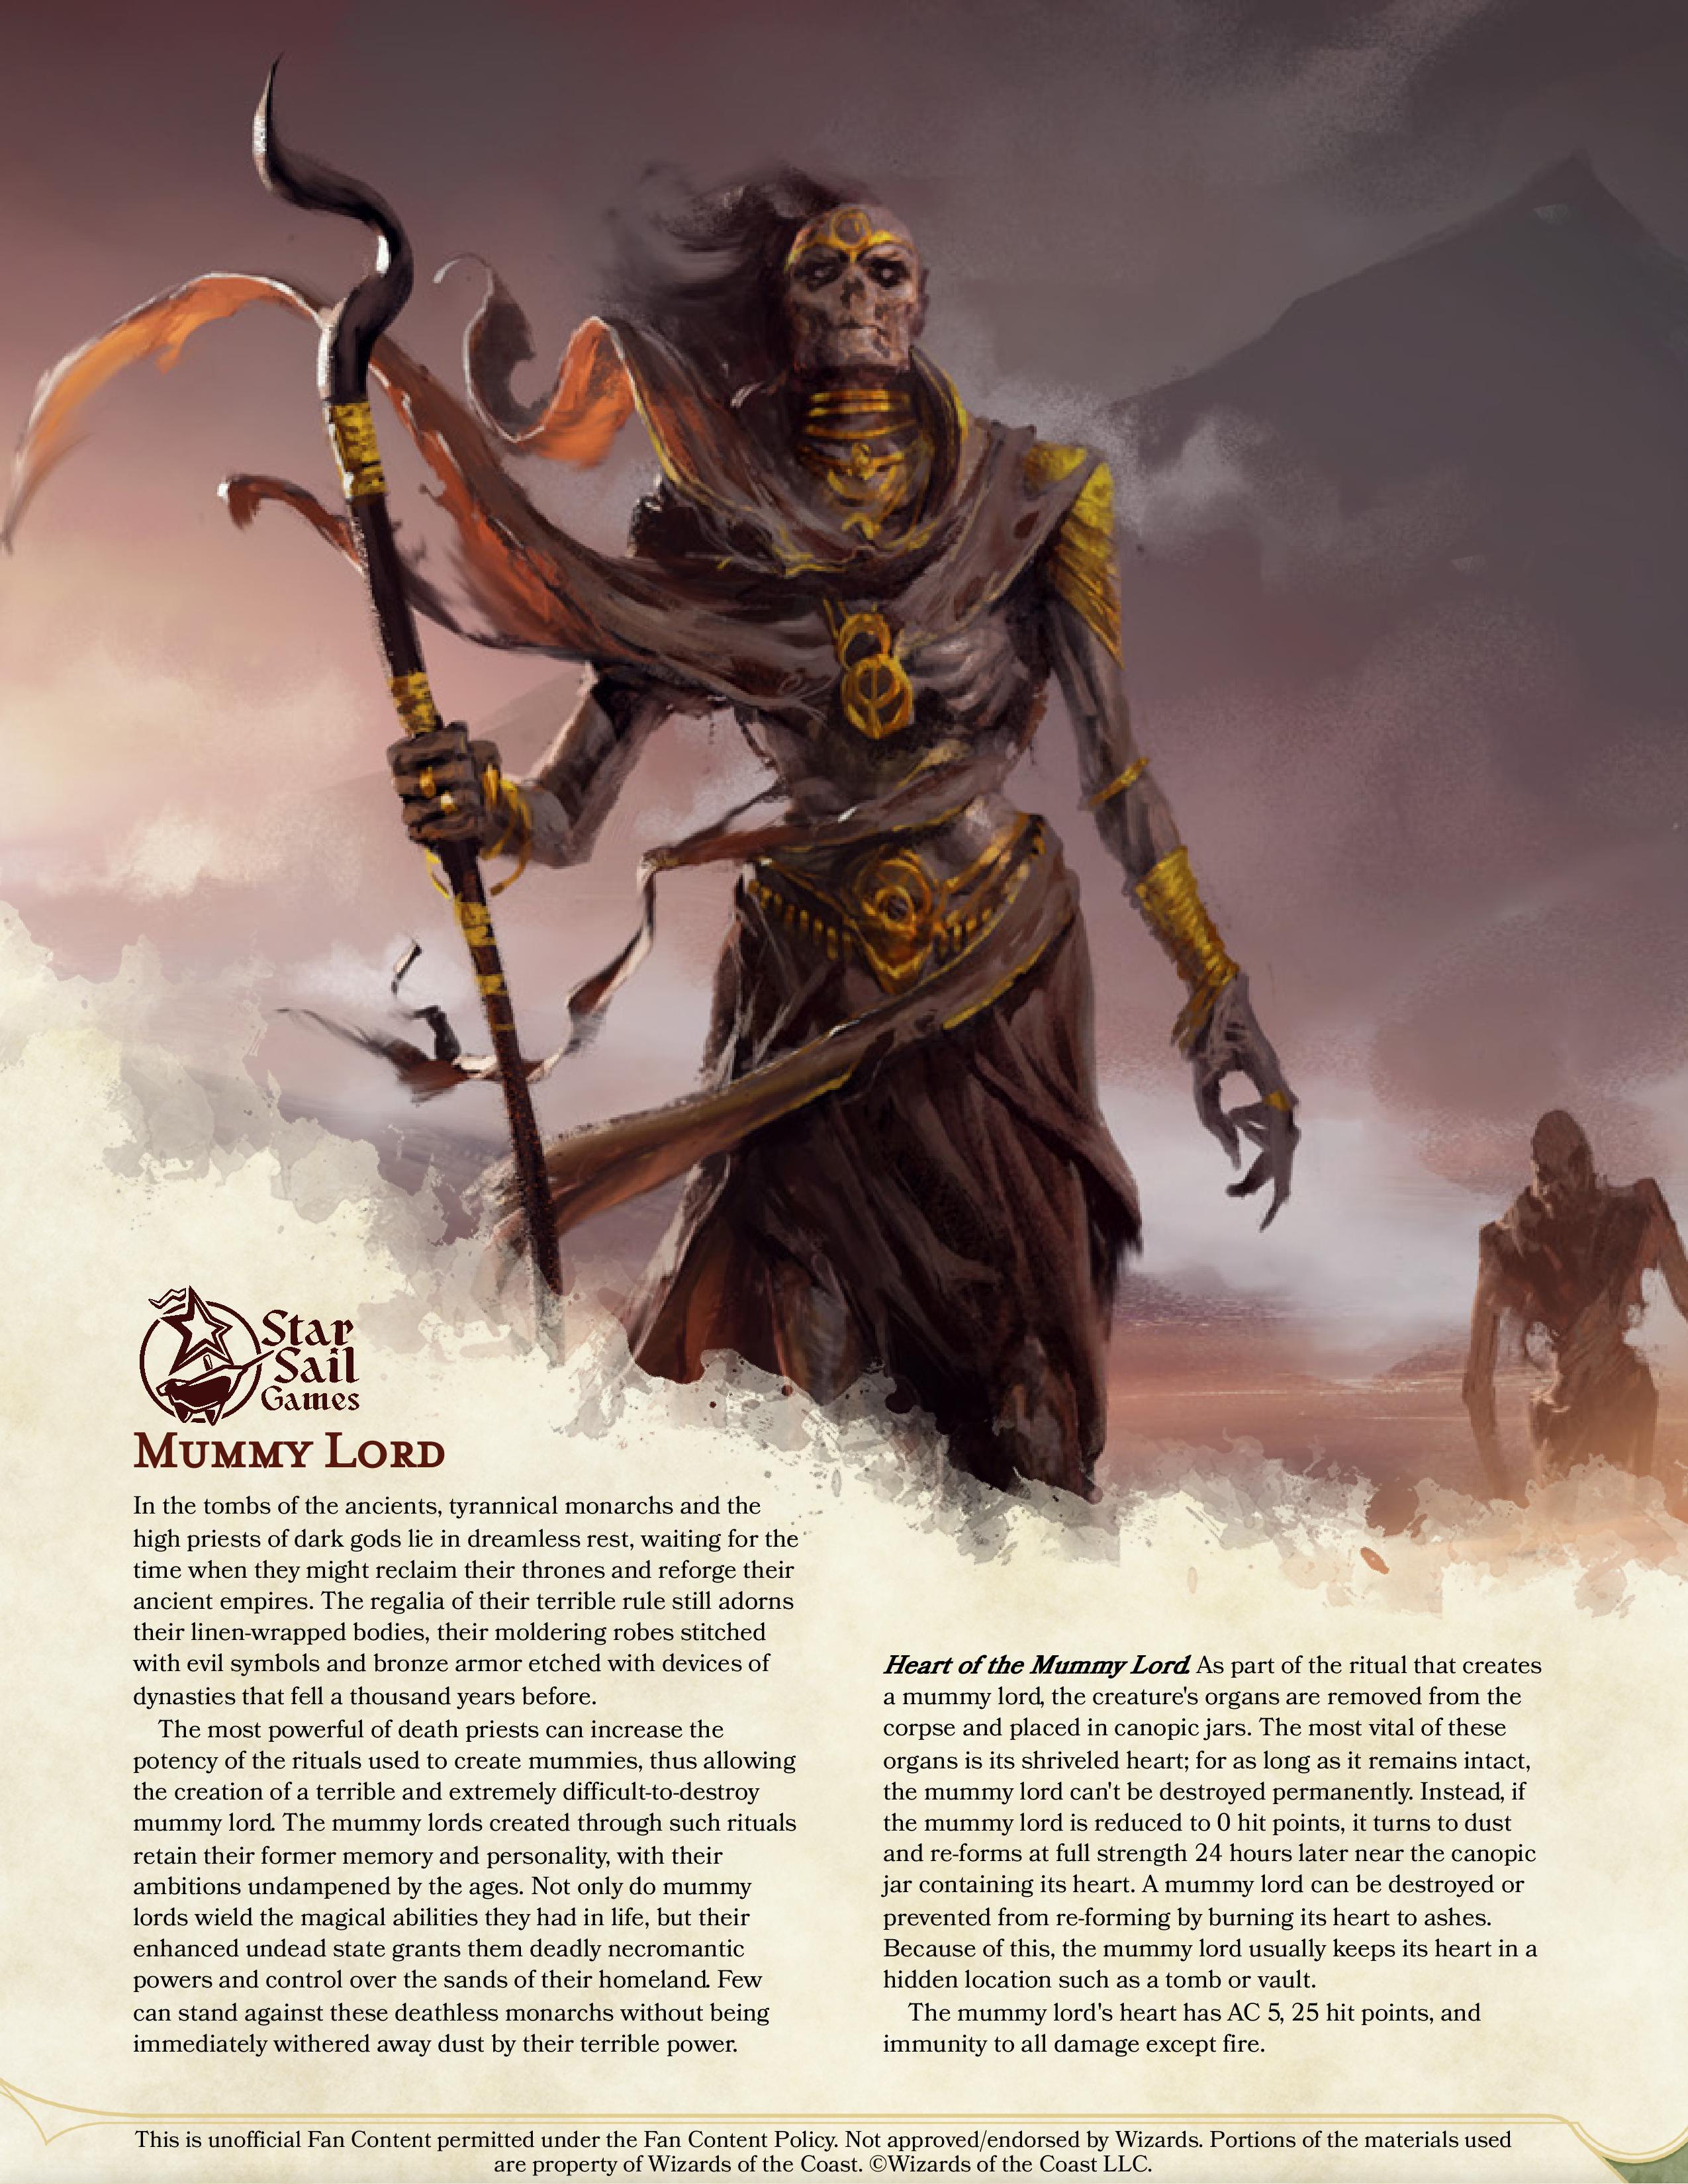 Star
Sail
Games
Mummy Lord
In the tombs of the ancients, tyrannical monarchs and the
high priests of dark gods lie in dreamless rest, waiting for the
time when they might reclaim their thrones and reforge their
ancient empires. The regalia of their terrible rule still adorns
their linen-wrapped bodies, their moldering robes stitched
with evil symbols and bronze armor etched with devices of
dynasties that fell a thousand years before.
The most powerful of death priests can increase the
potency of the rituals used to create mummies, thus allowing
the creation of a terrible and extremely difficult-to-destroy
mummy lord. The mummy lords created through such rituals
retain their former memory and personality, with their
ambitions undampened by the ages. Not only do mummy
lords wield the magical abilities they had in life, but their
enhanced undead state grants them deadly necromantic
powers and control over the sands of their homeland. Few
can stand against these deathless monarchs without being
immediately withered away dust by their terrible power.
Heart of the Mummy Lord. As part of the ritual that creates
a mummy lord, the creature's organs are removed from the
corpse and placed in canopic jars. The most vital of these
organs is its shriveled heart; for as long as it remains intact,
the mummy lord can't be destroyed permanently. Instead, if
the mummy lord is reduced to 0 hit points, it turns to dust
and re-forms at full strength 24 hours later near the canopic
jar containing its heart. A mummy lord can be destroyed or
prevented from re-forming by burning its heart to ashes.
Because of this, the mummy lord usually keeps its heart in a
hidden location such as a tomb or vault.
The mummy lord's heart has AC 5, 25 hit points, and
immunity to all damage except fire.
This is unofficial Fan Content permitted under the Fan Content Policy. Not approved/endorsed by Wizards. Portions of the materials used
are property of Wizards of the Coast. ©Wizards of the Coast LLC.